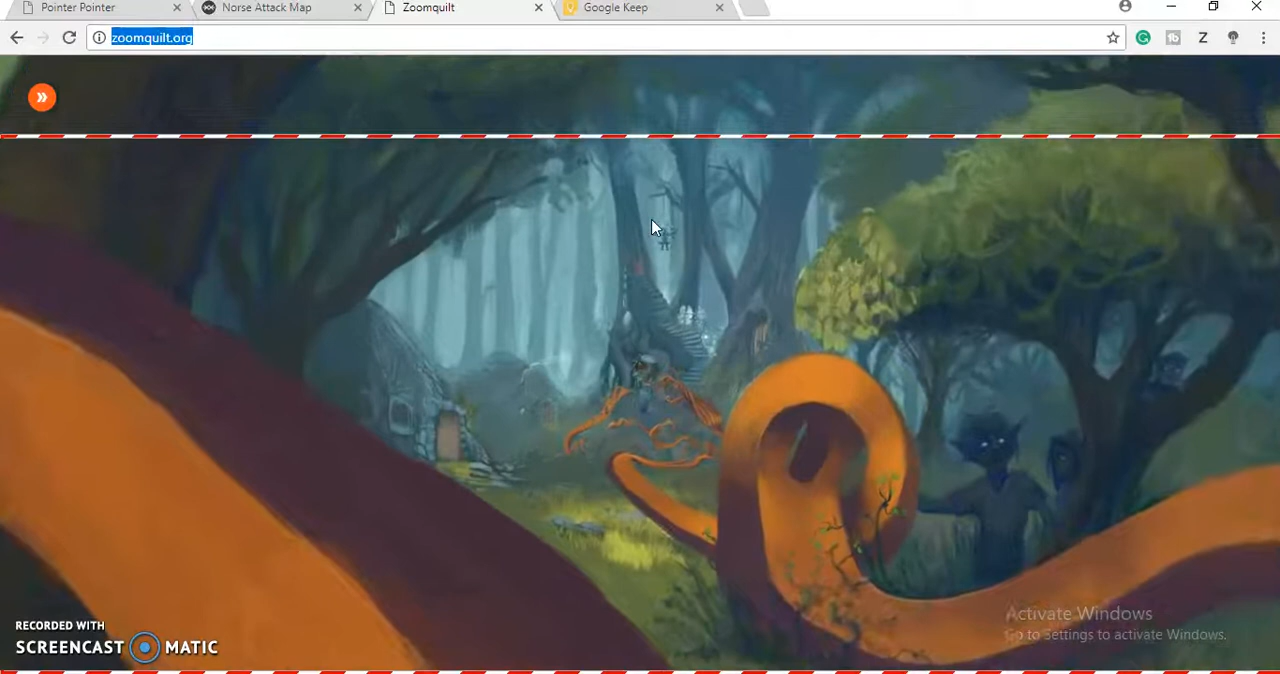 Pointer Pointer
Norse Attack Map
Zoomquilt
Google Keep
zoomquilt.org
Z
RECORDED WITH
SCREENCAST MATIC
Activate Windows
Go to Settings to activate Windows.